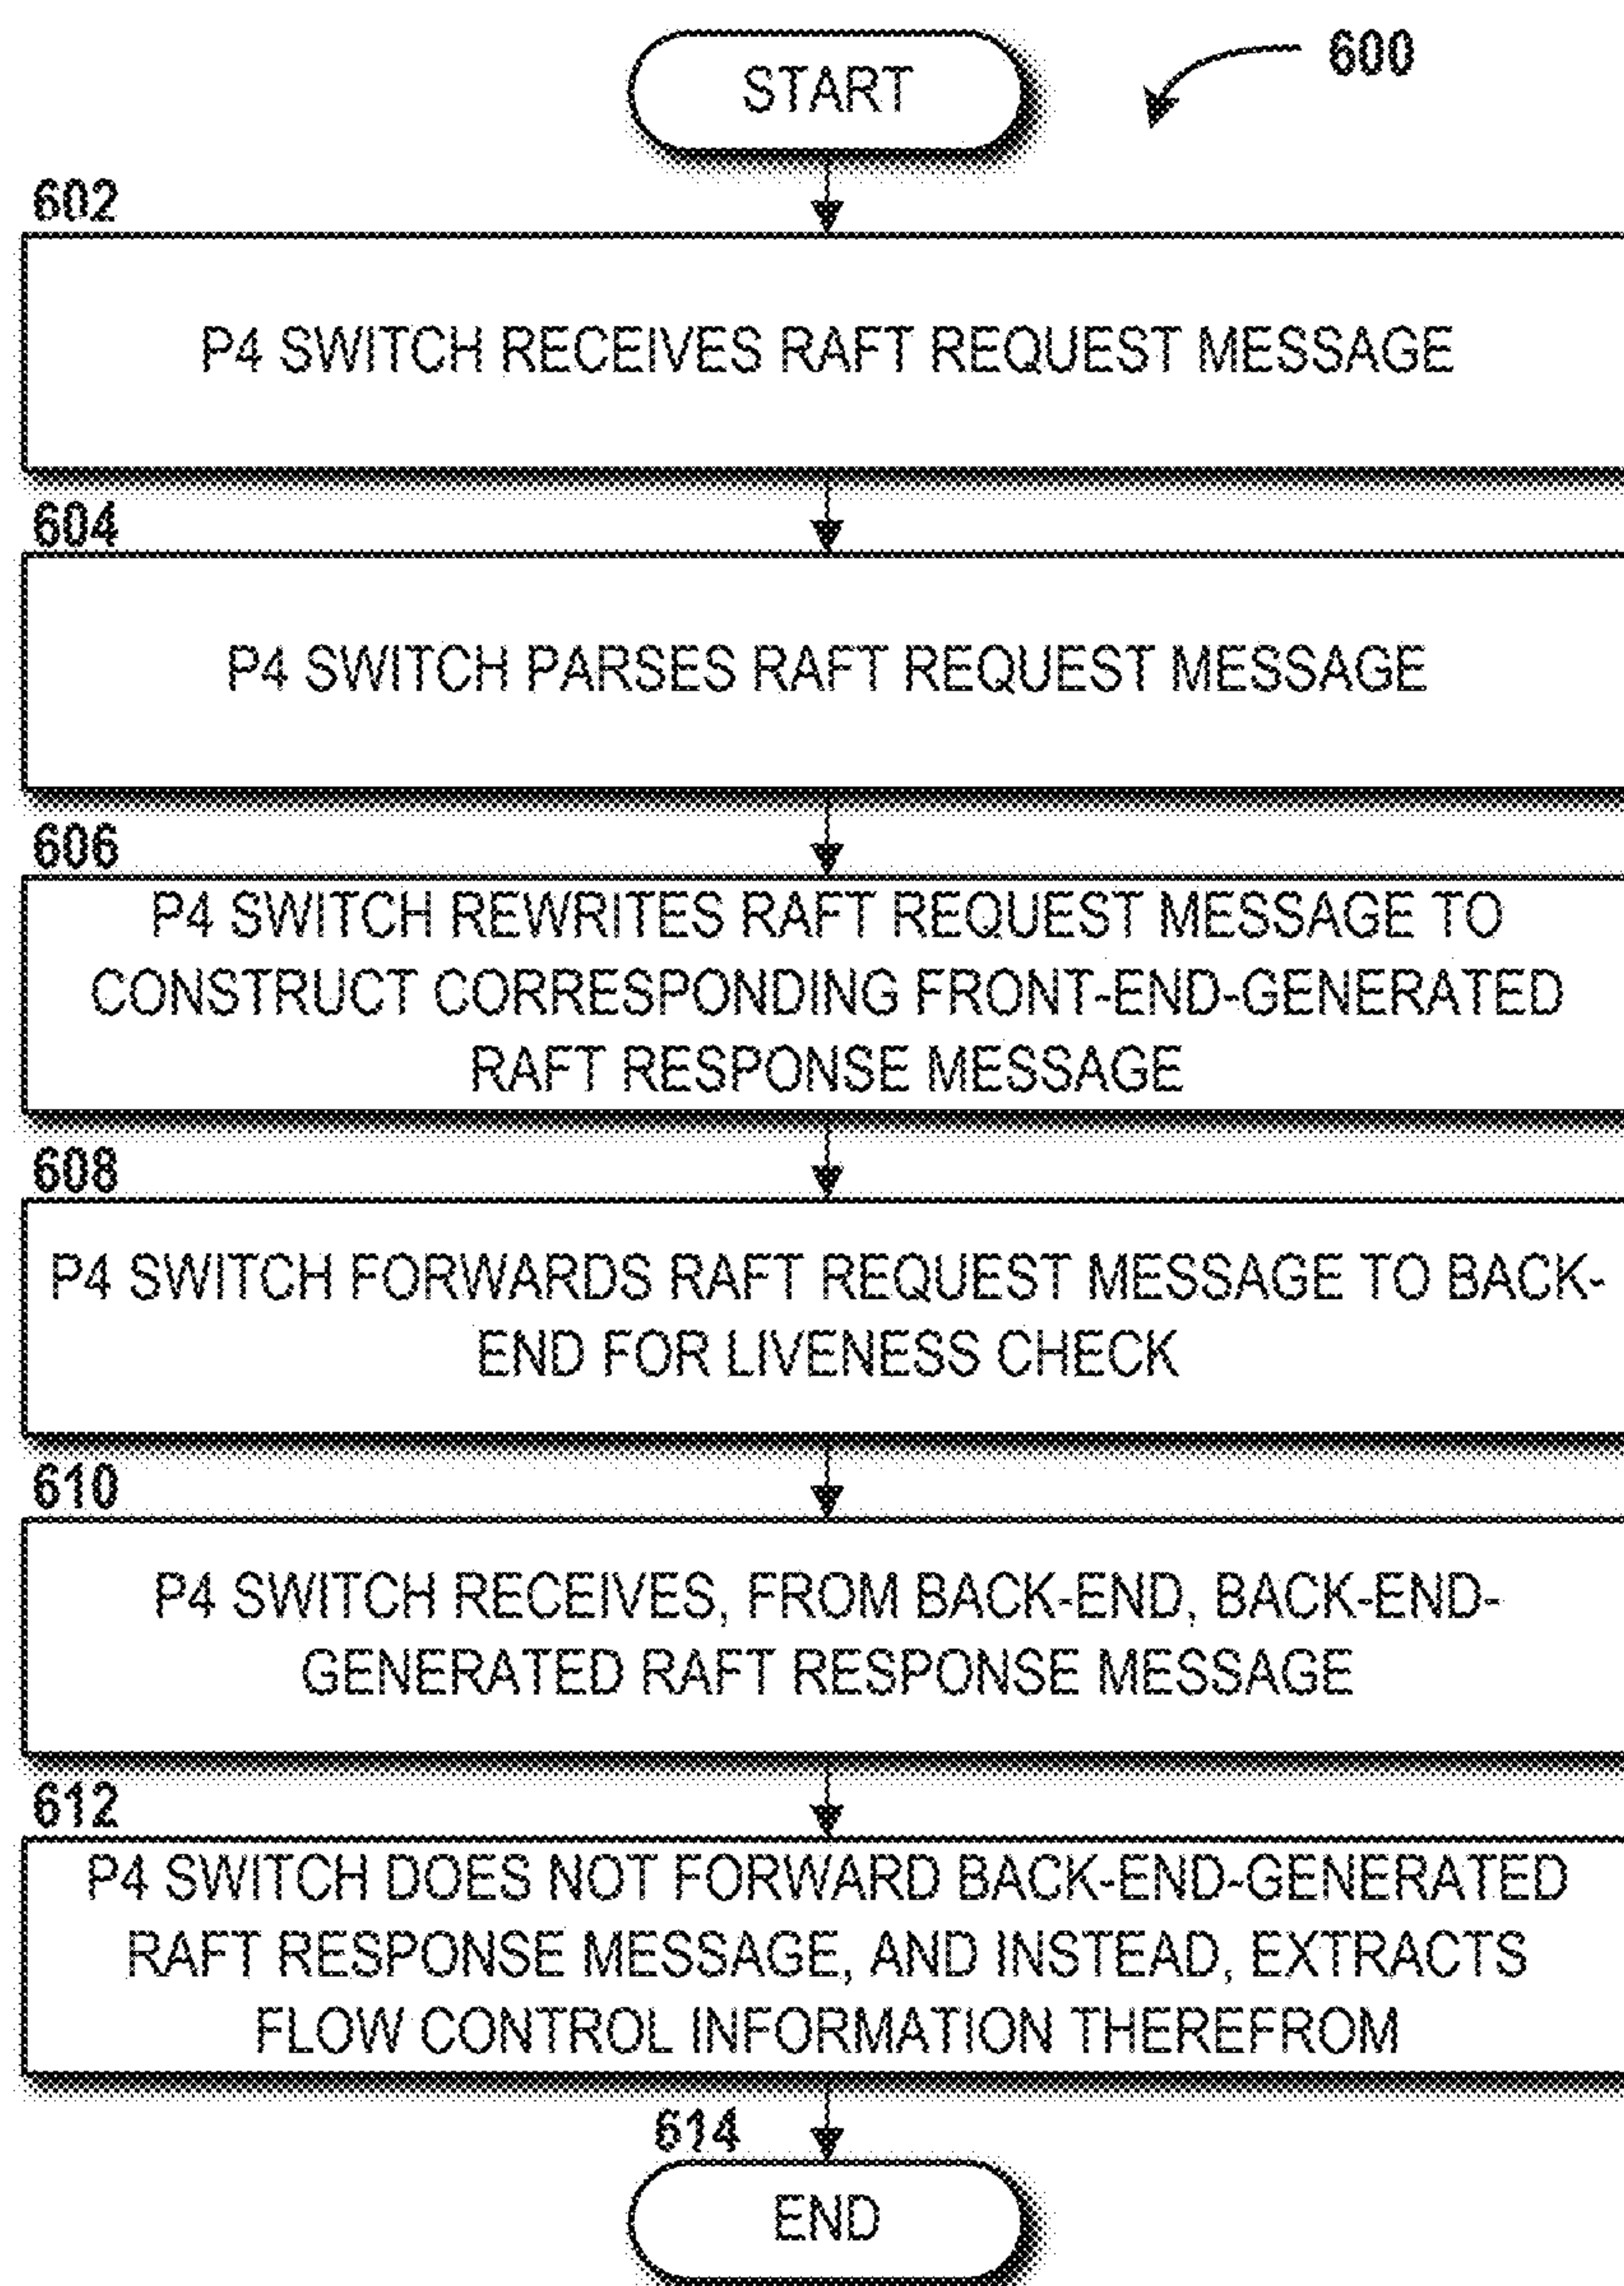 START
600
602
P4 SWITCH RECEIVES RAFT REQUEST MESSAGE
604
P4 SWITCH PARSES RAFT REQUEST MESSAGE
606
P4 SWITCH REWRITES RAFT REQUEST MESSAGE TO
CONSTRUCT CORRESPONDING FRONT-END-GENERATED
RAFT RESPONSE MESSAGE
608
P4 SWITCH FORWARDS RAFT REQUEST MESSAGE TO BACK-
END FOR LIVENESS CHECK
610
P4 SWITCH RECEIVES, FROM BACK-END, BACK-END-
GENERATED RAFT RESPONSE MESSAGE
612
P4 SWITCH DOES NOT FORWARD BACK-END-GENERATED
RAFT RESPONSE MESSAGE, AND INSTEAD, EXTRACTS
FLOW CONTROL INFORMATION THEREFROM
614
END